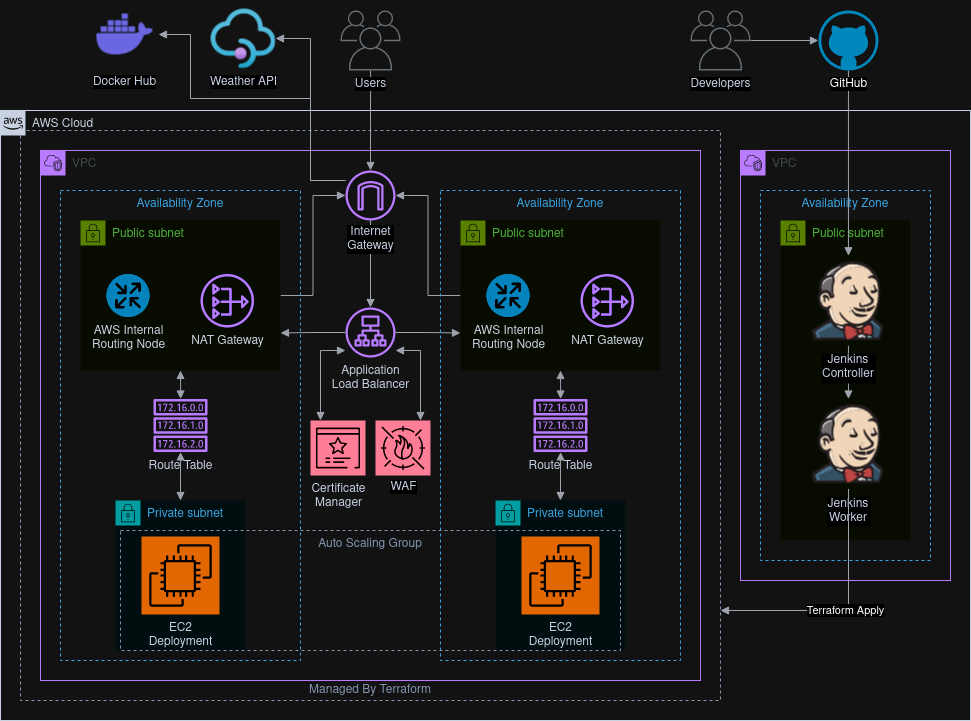 Docker Hub
Weather API
Users
Developers
GitHub
aws
AWS Cloud
VPC
VPC
Availability Zone
Availability Zone
Availability Zone
Public subnet
Public subnet
Public subnet
Internet
Gateway
AWS Internal
Routing Node
NAT Gateway
AWS Internal
Routing Node
NAT Gateway
Application
Load Balancer
Jenkins
Controller
172.16.0.0
172.16.1.0
172.16.2.0
Route Table
172.16.0.0
172.16.1.0
172.16.2.0
Route Table
Certificate
Manager
WAF
Jenkins
Worker
Private subnet
Private subnet
Auto Scaling Group
EC2
Deployment
EC2
Deployment
Terraform Apply
Managed By Terraform